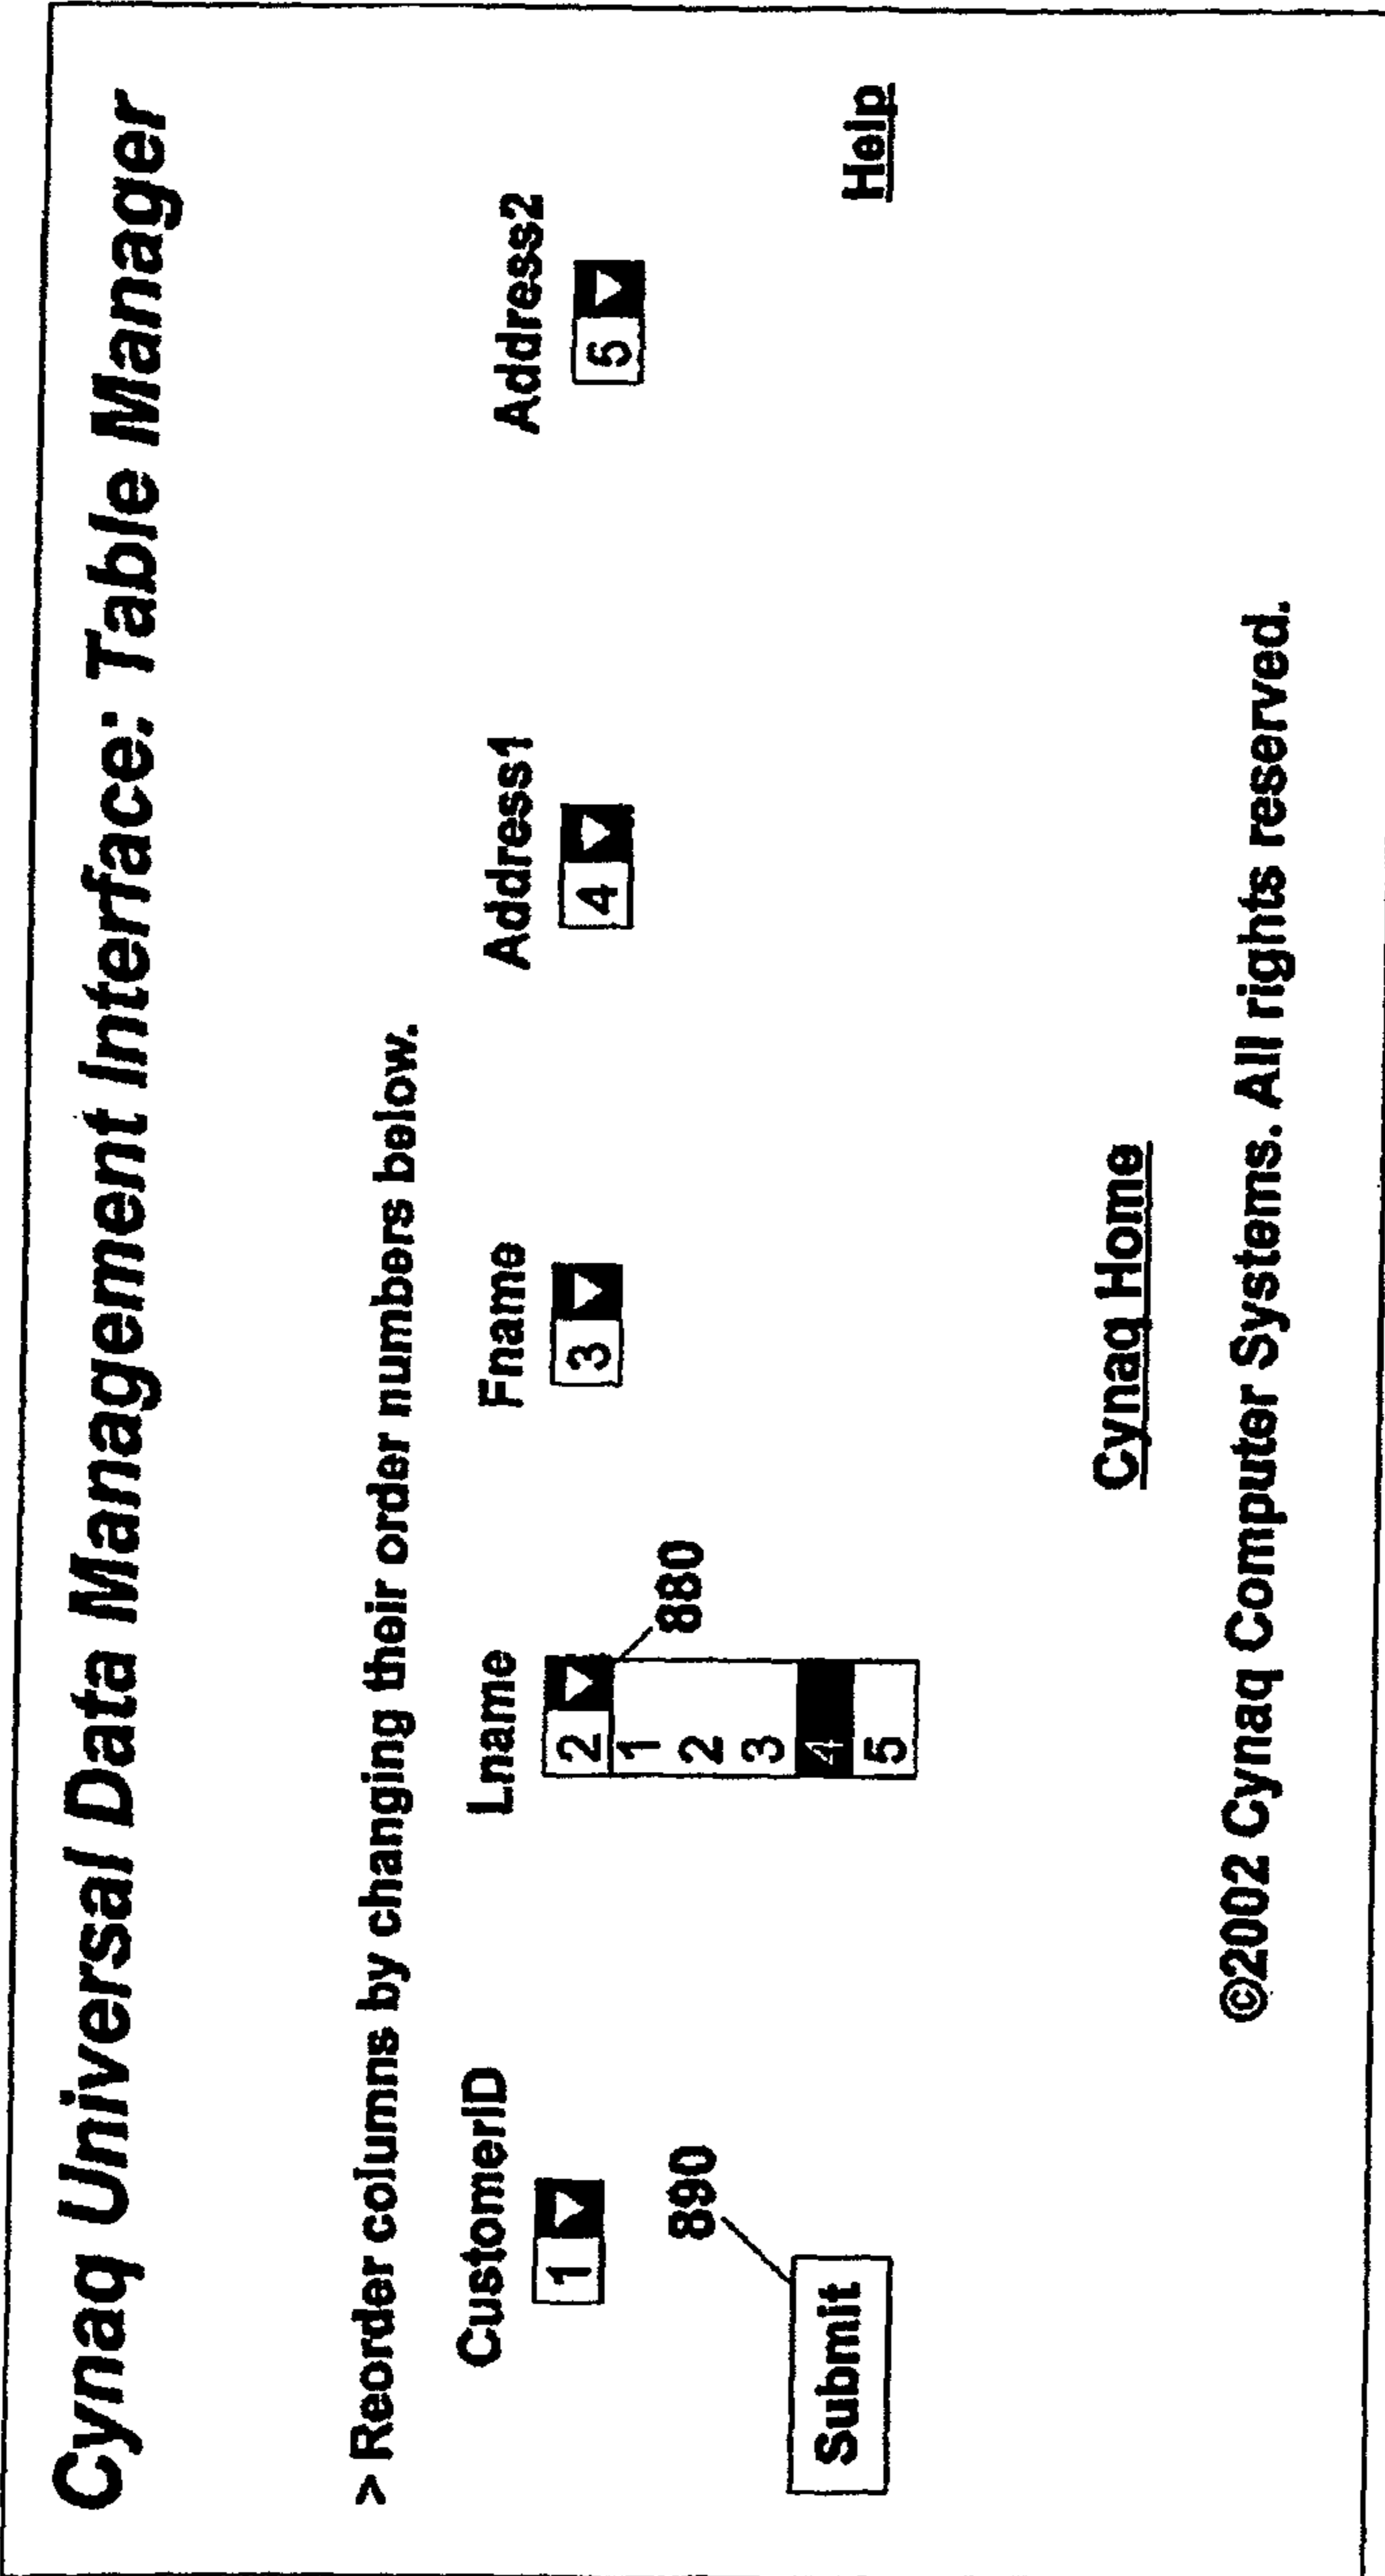 Cynaq Universal Data Management Interface: Table Manager
> Reorder columns by changing their order numbers below.
CustomerID Lname Fname Address1 Address2
1 2 3 4 5
1
2
3
4
5
880
890
Submit
Help
Cynaq Home
©2002 Cynaq Computer Systems. All rights reserved.